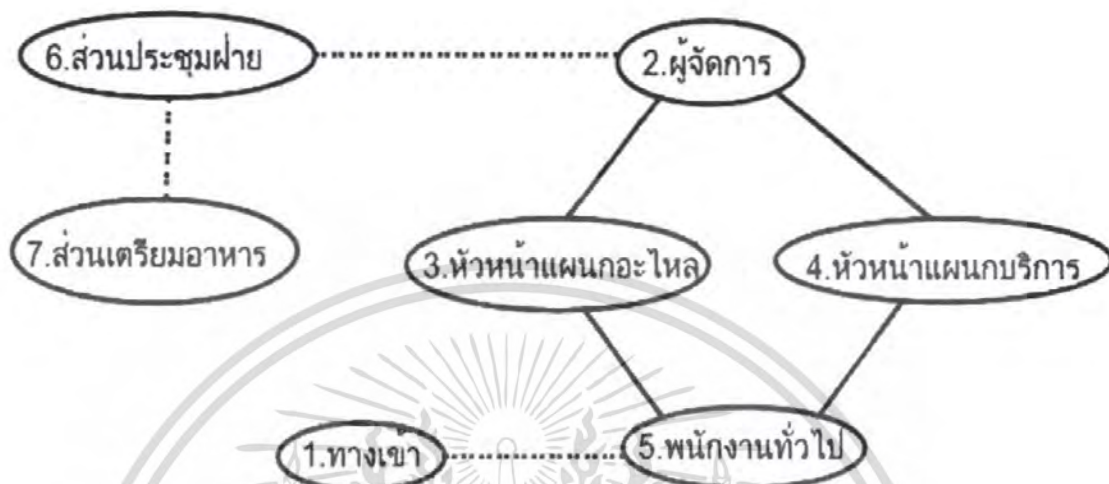 6.ส่วนประชุมฝ่าย
2.ผู้จัดการ
7.ส่วนเตรียมอาหาร
3.หัวหน้าแผนกอะไหล
4.หัวหน้าแผนกบริการ
1.ทางเข้า
5.พนักงานทั่วไป